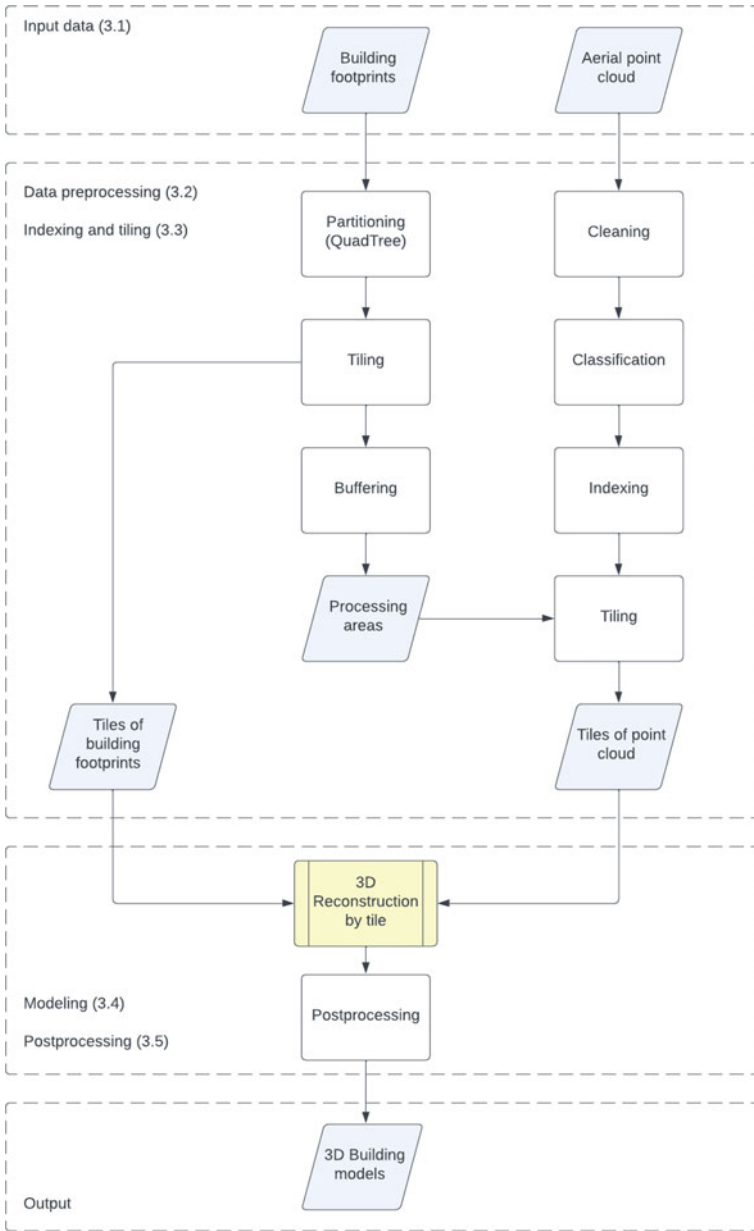 Input data (3.1)
Building
footprints
Aerial point
cloud
Data preprocessing (3.2)
Indexing and tiling (3.3)
Partitioning
(QuadTree)
Cleaning
Tiling
Classification
Buffering
Indexing
Processing
areas
Tiling
Tiles of
building
footprints
Tiles of point
cloud
3D
Reconstruction
by tile
Modeling (3.4)
Postprocessing (3.5)
Postprocessing
3D Building
models
Output